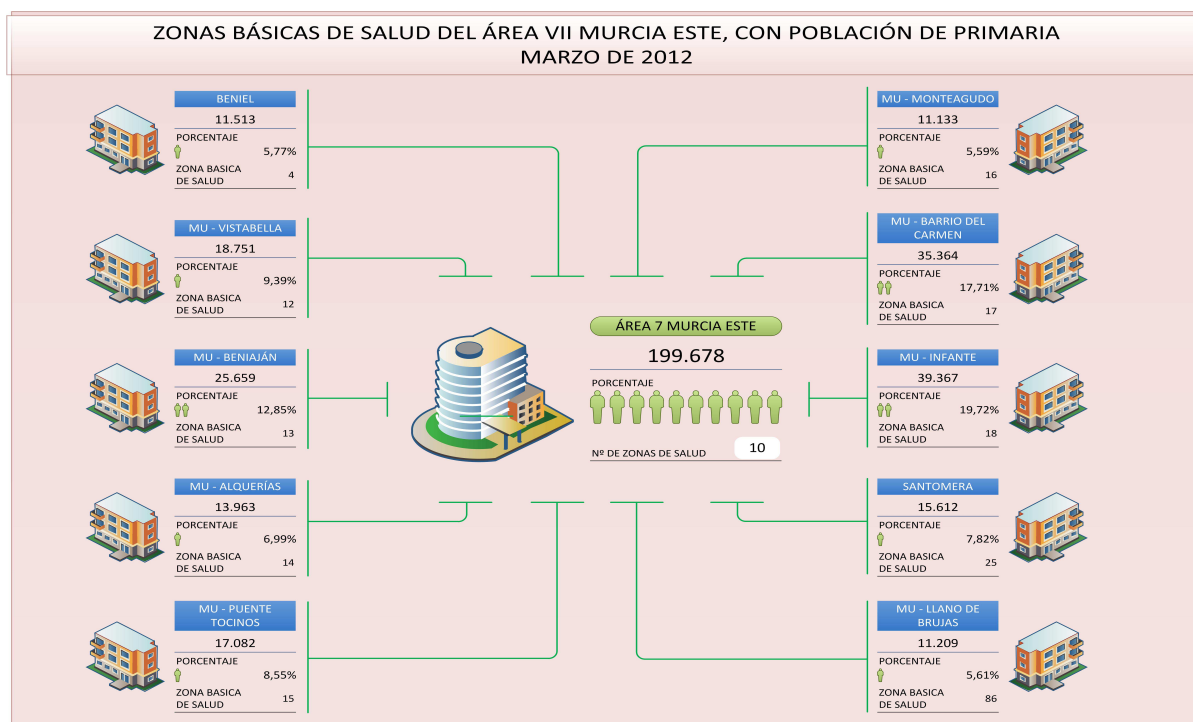 ZONAS BÁSICAS DE SALUD DEL ÁREA VII MURCIA ESTE, CON POBLACIÓN DE PRIMARIA
MARZO DE 2012
BENIEL
11.513
PORCENTAJE
5,77%
ZONA BASICA
DE SALUD 4
MU - VISTABELLA
18.751
PORCENTAJE
9,39%
ZONA BASICA
DE SALUD 12
MU - BENIAJÁN
25.659
PORCENTAJE
12,85%
ZONA BASICA
DE SALUD 13
MU - ALQUERÍAS
13.963
PORCENTAJE
6,99%
ZONA BASICA
DE SALUD 14
MU - PUENTE
TOCINOS
17.082
PORCENTAJE
8,55%
ZONA BASICA
DE SALUD 15
ÁREA 7 MURCIA ESTE
199.678
PORCENTAJE
Nº DE ZONAS DE SALUD 10
MU - MONTEAGUDO
11.133
PORCENTAJE
5,59%
ZONA BASICA
DE SALUD 16
MU - BARRIO DEL
CARMEN
35.364
PORCENTAJE
17,71%
ZONA BASICA
DE SALUD 17
MU - INFANTE
39.367
PORCENTAJE
19,72%
ZONA BASICA
DE SALUD 18
SANTOMERA
15.612
PORCENTAJE
7,82%
ZONA BASICA
DE SALUD 25
MU - LLANO DE
BRUJAS
11.209
PORCENTAJE
5,61%
ZONA BASICA
DE SALUD 86